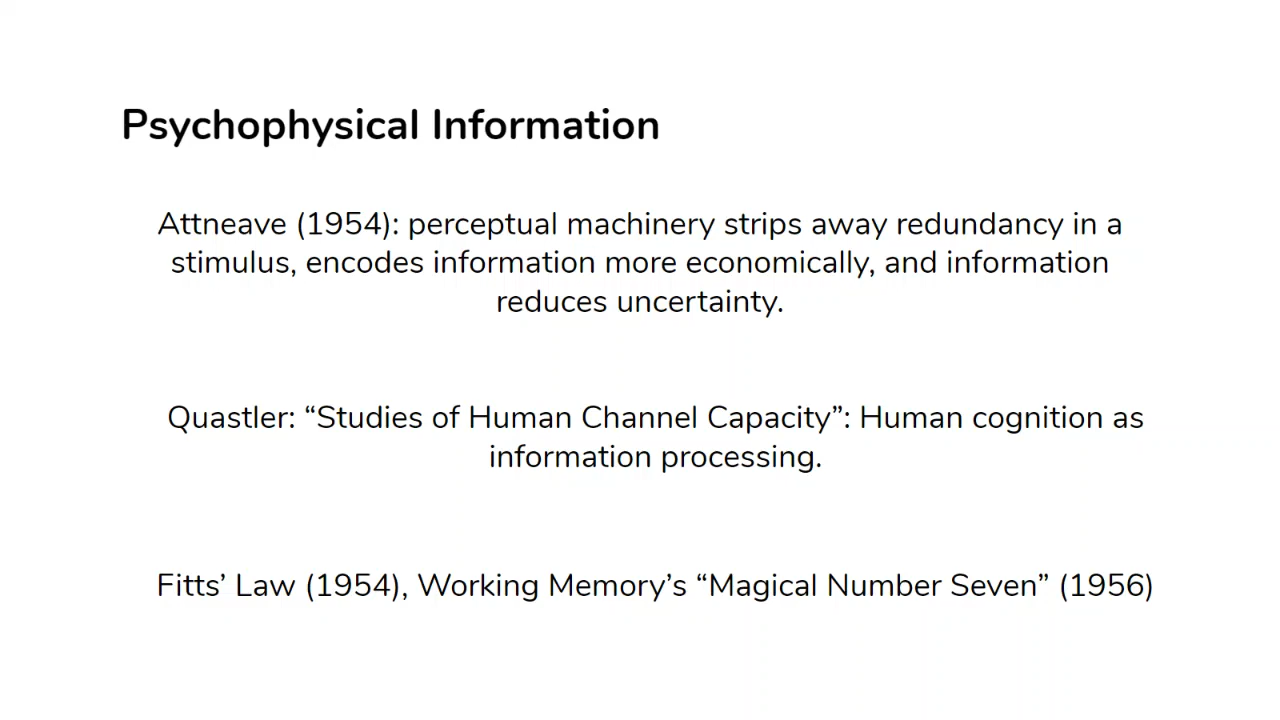 Psychophysical Information
Attneave (1954): perceptual machinery strips away redundancy in a
stimulus, encodes information more economically, and information
reduces uncertainty.
Quastler: “Studies of Human Channel Capacity”: Human cognition as
information processing.
Fitts’ Law (1954), Working Memory’s “Magical Number Seven” (1956)